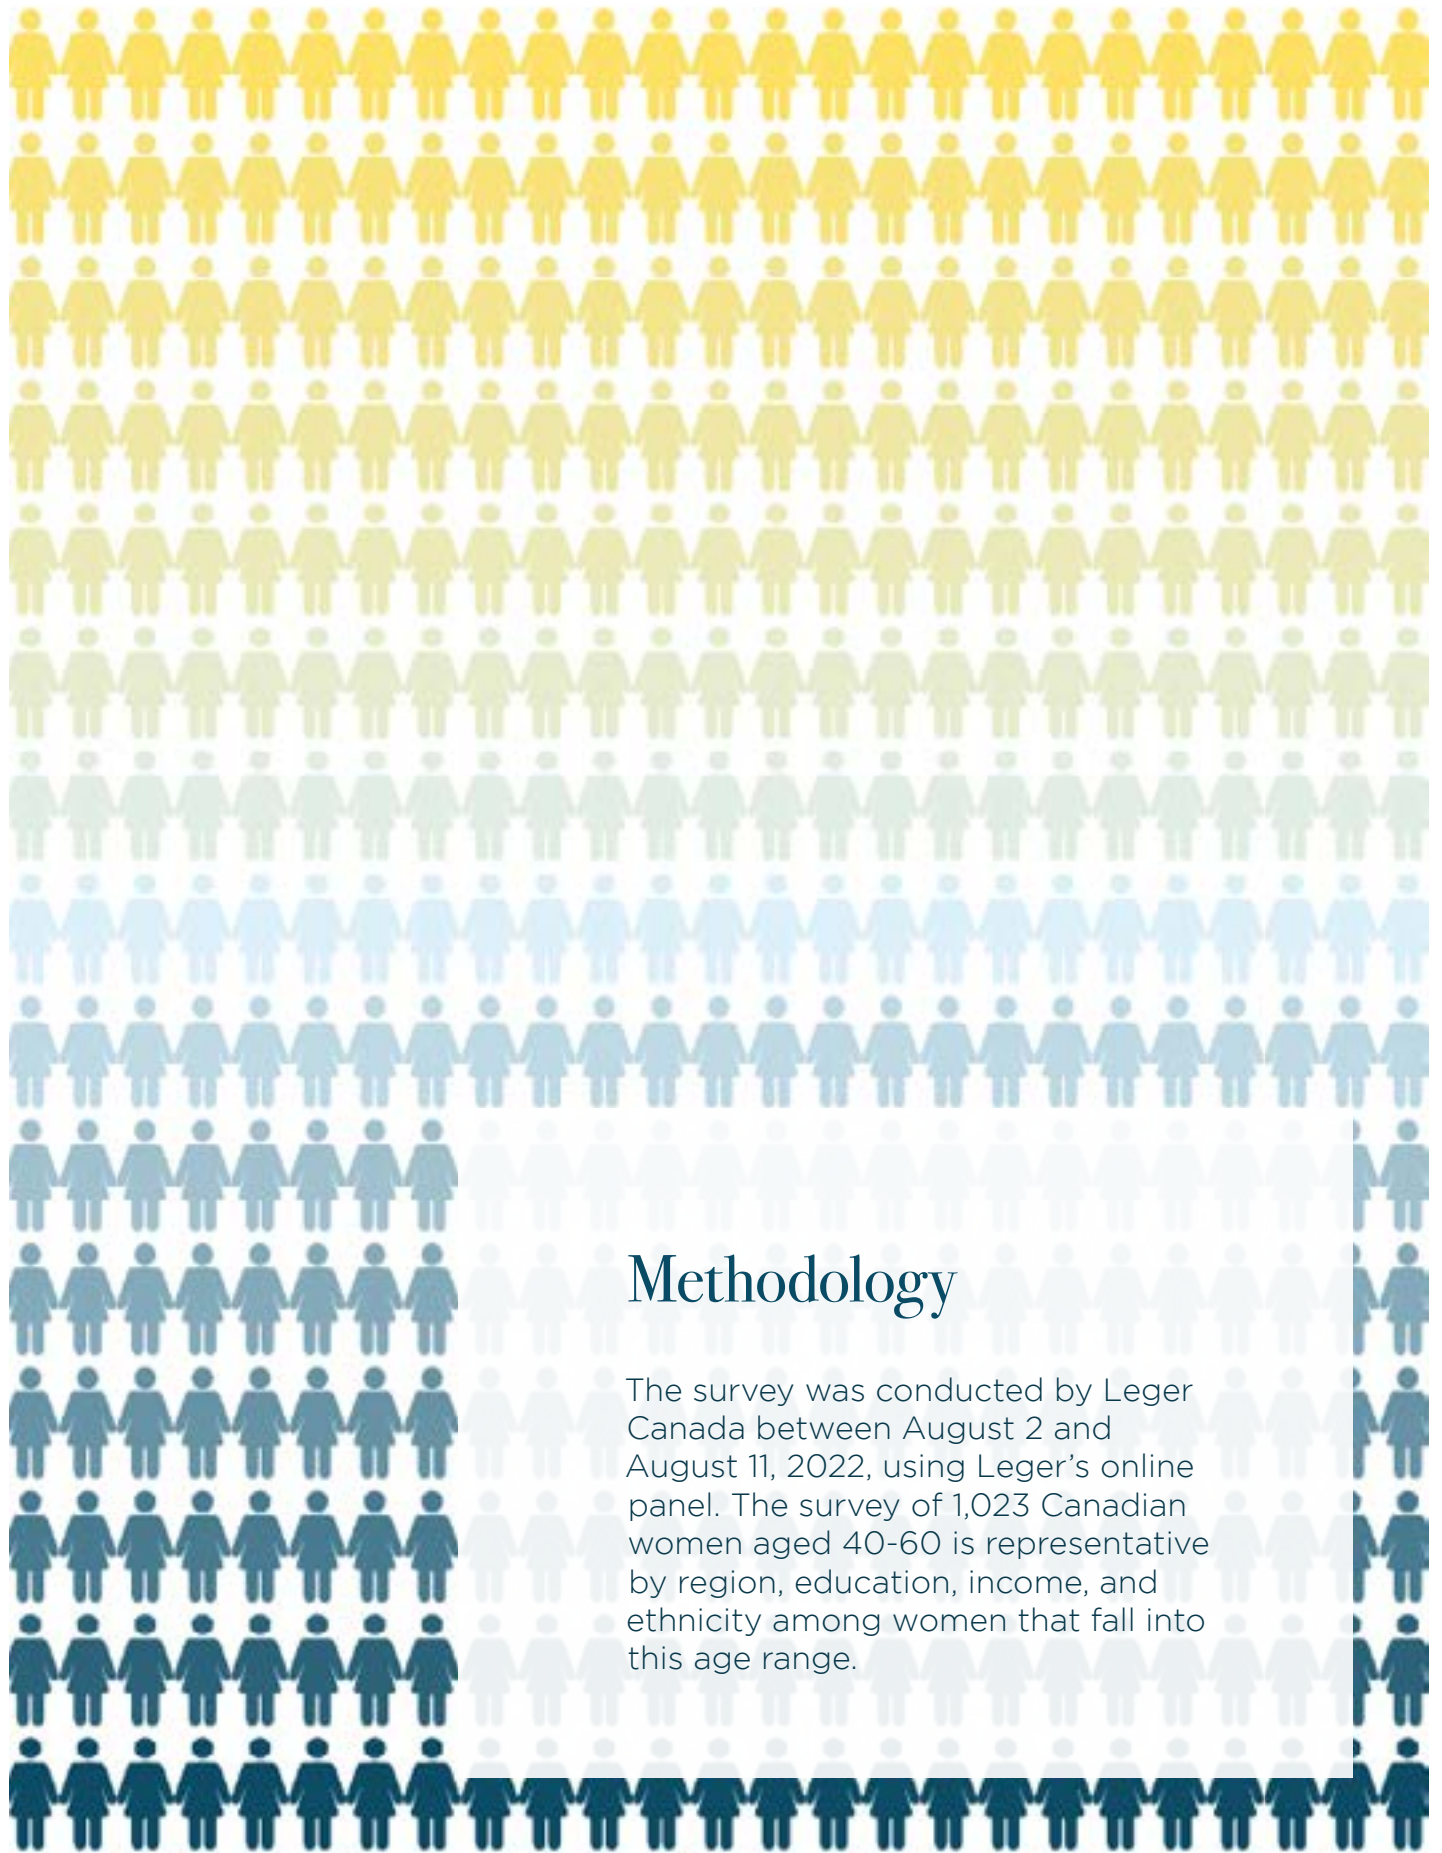 Methodology
The survey was conducted by Leger
Canada between August 2 and
August 11, 2022, using Leger’s online
panel. The survey of 1,023 Canadian
women aged 40-60 is representative
by region, education, income, and
ethnicity among women that fall into
this age range.